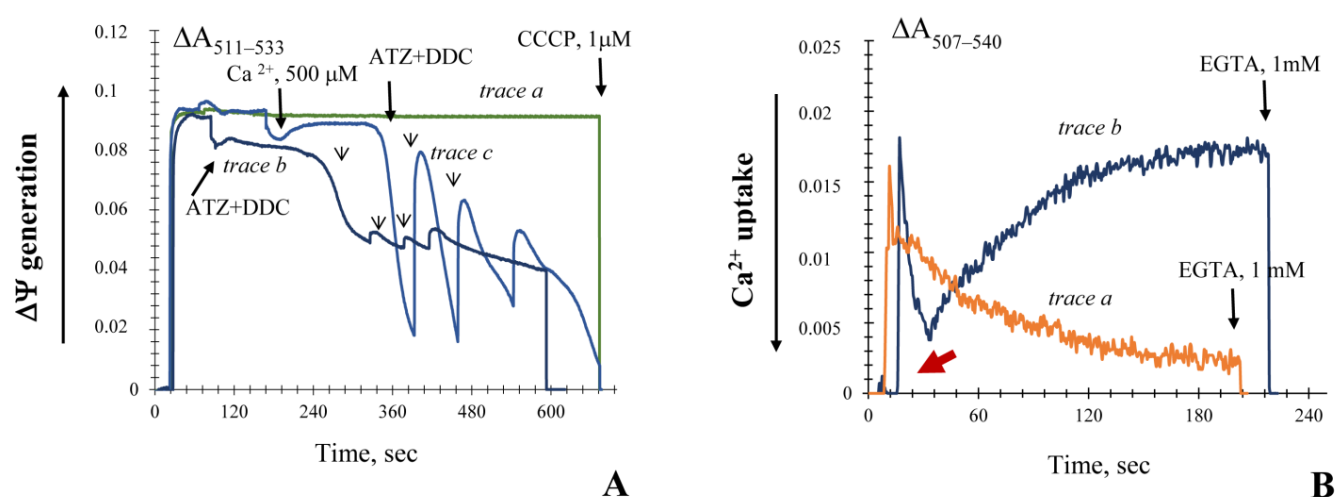 ΔA511–533
Ca 2+, 500 μM
ATZ+DDC
CCCP, 1μM
trace a
trace b
trace c
ATZ+DDC
ΔΨ generation
0.12
0.1
0.08
0.06
0.04
0.02
0
0 120 240 360 480 600
Time, sec
A
ΔA507–540
EGTA, 1mM
trace b
EGTA, 1 mM
trace a
Ca2+ uptake
0.025
0.02
0.015
0.01
0.005
0
0 60 120 180 240
Time, sec
B